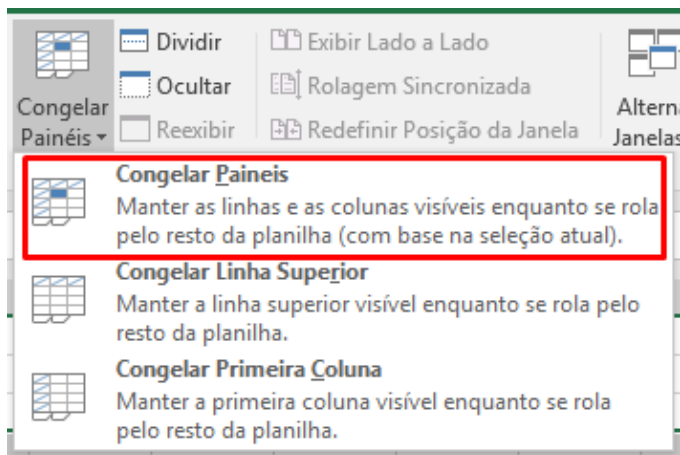 Congelar
Painéis
Dividir
Ocultar
Reexibir
Exibir Lado a Lado
Rolagem Sincronizada
Redefinir Posição da Janela
Janelas
Congelar Paineis
Manter as linhas e as colunas visíveis enquanto se rola
pelo resto da planilha (com base na seleção atual).
Congelar Linha Superior
Manter a linha superior visível enquanto se rola pelo
resto da planilha.
Congelar Primeira Coluna
Manter a primeira coluna visível enquanto se rola
pelo resto da planilha.